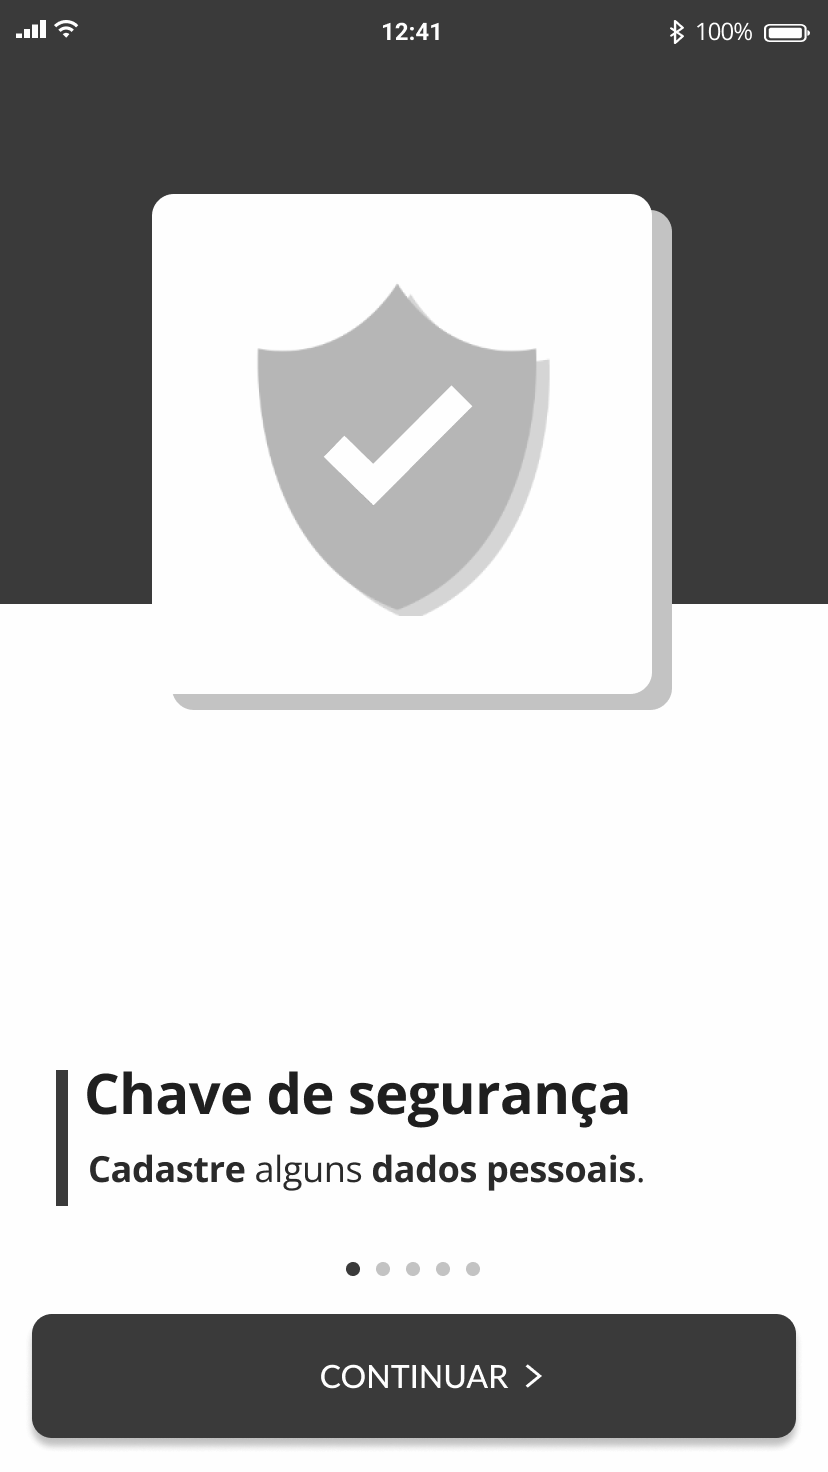 12:41
100%
Chave de segurança
Cadastre alguns dados pessoais.
CONTINUAR >